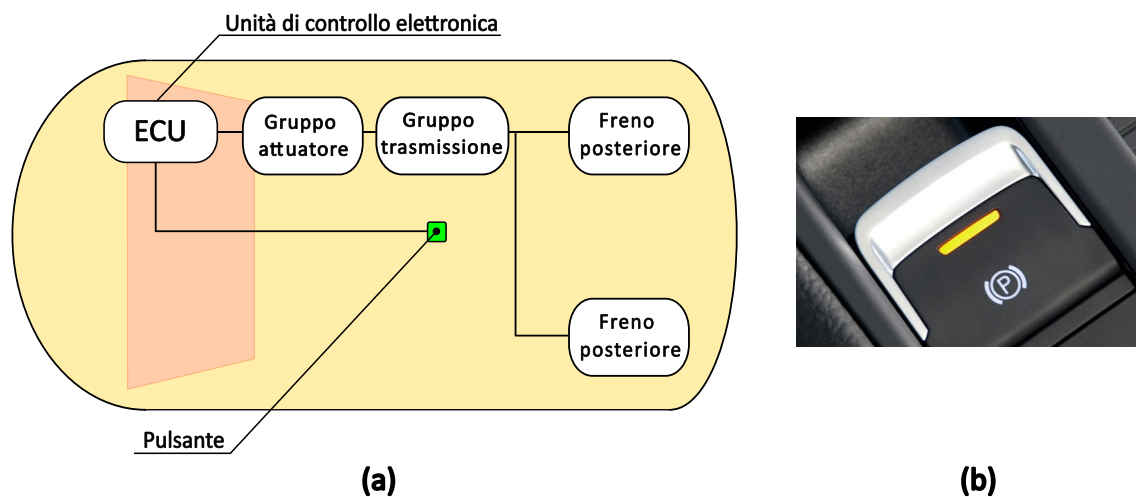 Unità di controllo elettronica
ECU
Gruppo
attuatore
Gruppo
trasmissione
Freno
posteriore
Freno
posteriore
Pulsante
(a)
P
(b)